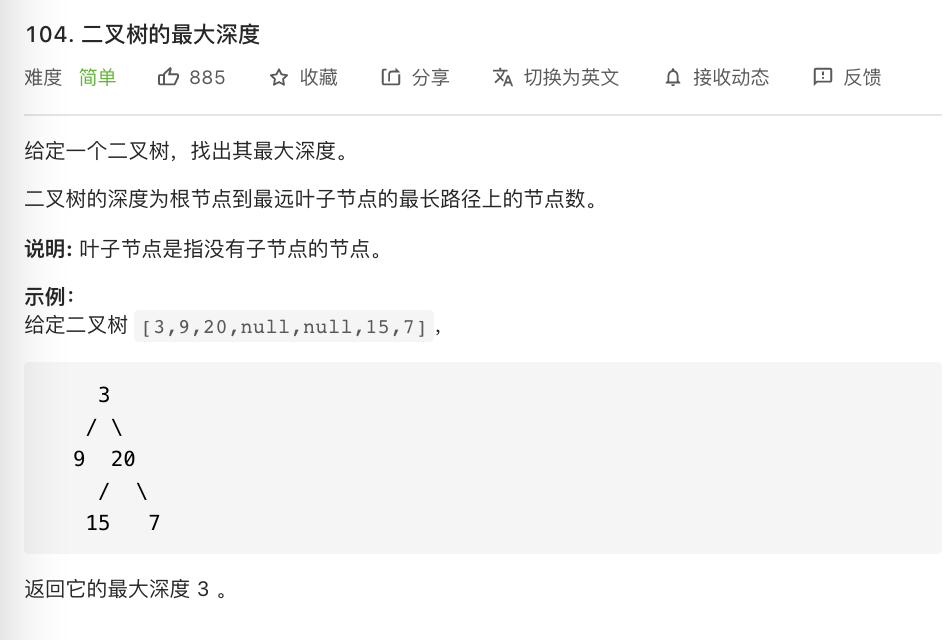 104. 二叉树的最大深度
难度 简单 885 收藏 分享 切换为英文 接收动态 反馈
给定一个二叉树，找出其最大深度。
二叉树的深度为根节点到最远叶子节点的最长路径上的节点数。
说明: 叶子节点是指没有子节点的节点。
示例：
给定二叉树 [3,9,20,null,null,15,7]，
3
/ \
9 20
/ \
15 7
返回它的最大深度 3 。